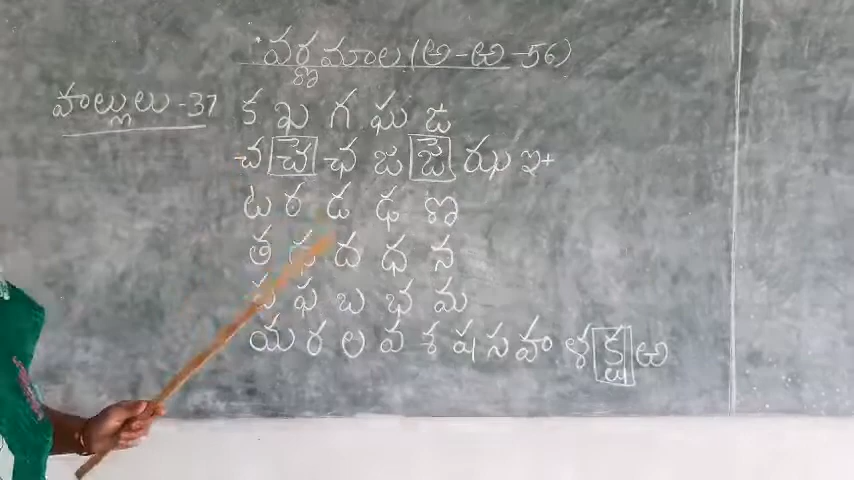 వర్ణమాల (అ-ఱ-56)
హల్లులు -37
క ఖ గ ఘ ఙ
చ చె ఛ జ జె ఝ ఞ
ట ఠ డ ఢ ణ
త థ ద ధ న
ప ఫ బ భ మ
య ర ల వ శ ష స హ ళ క్ష ఱ